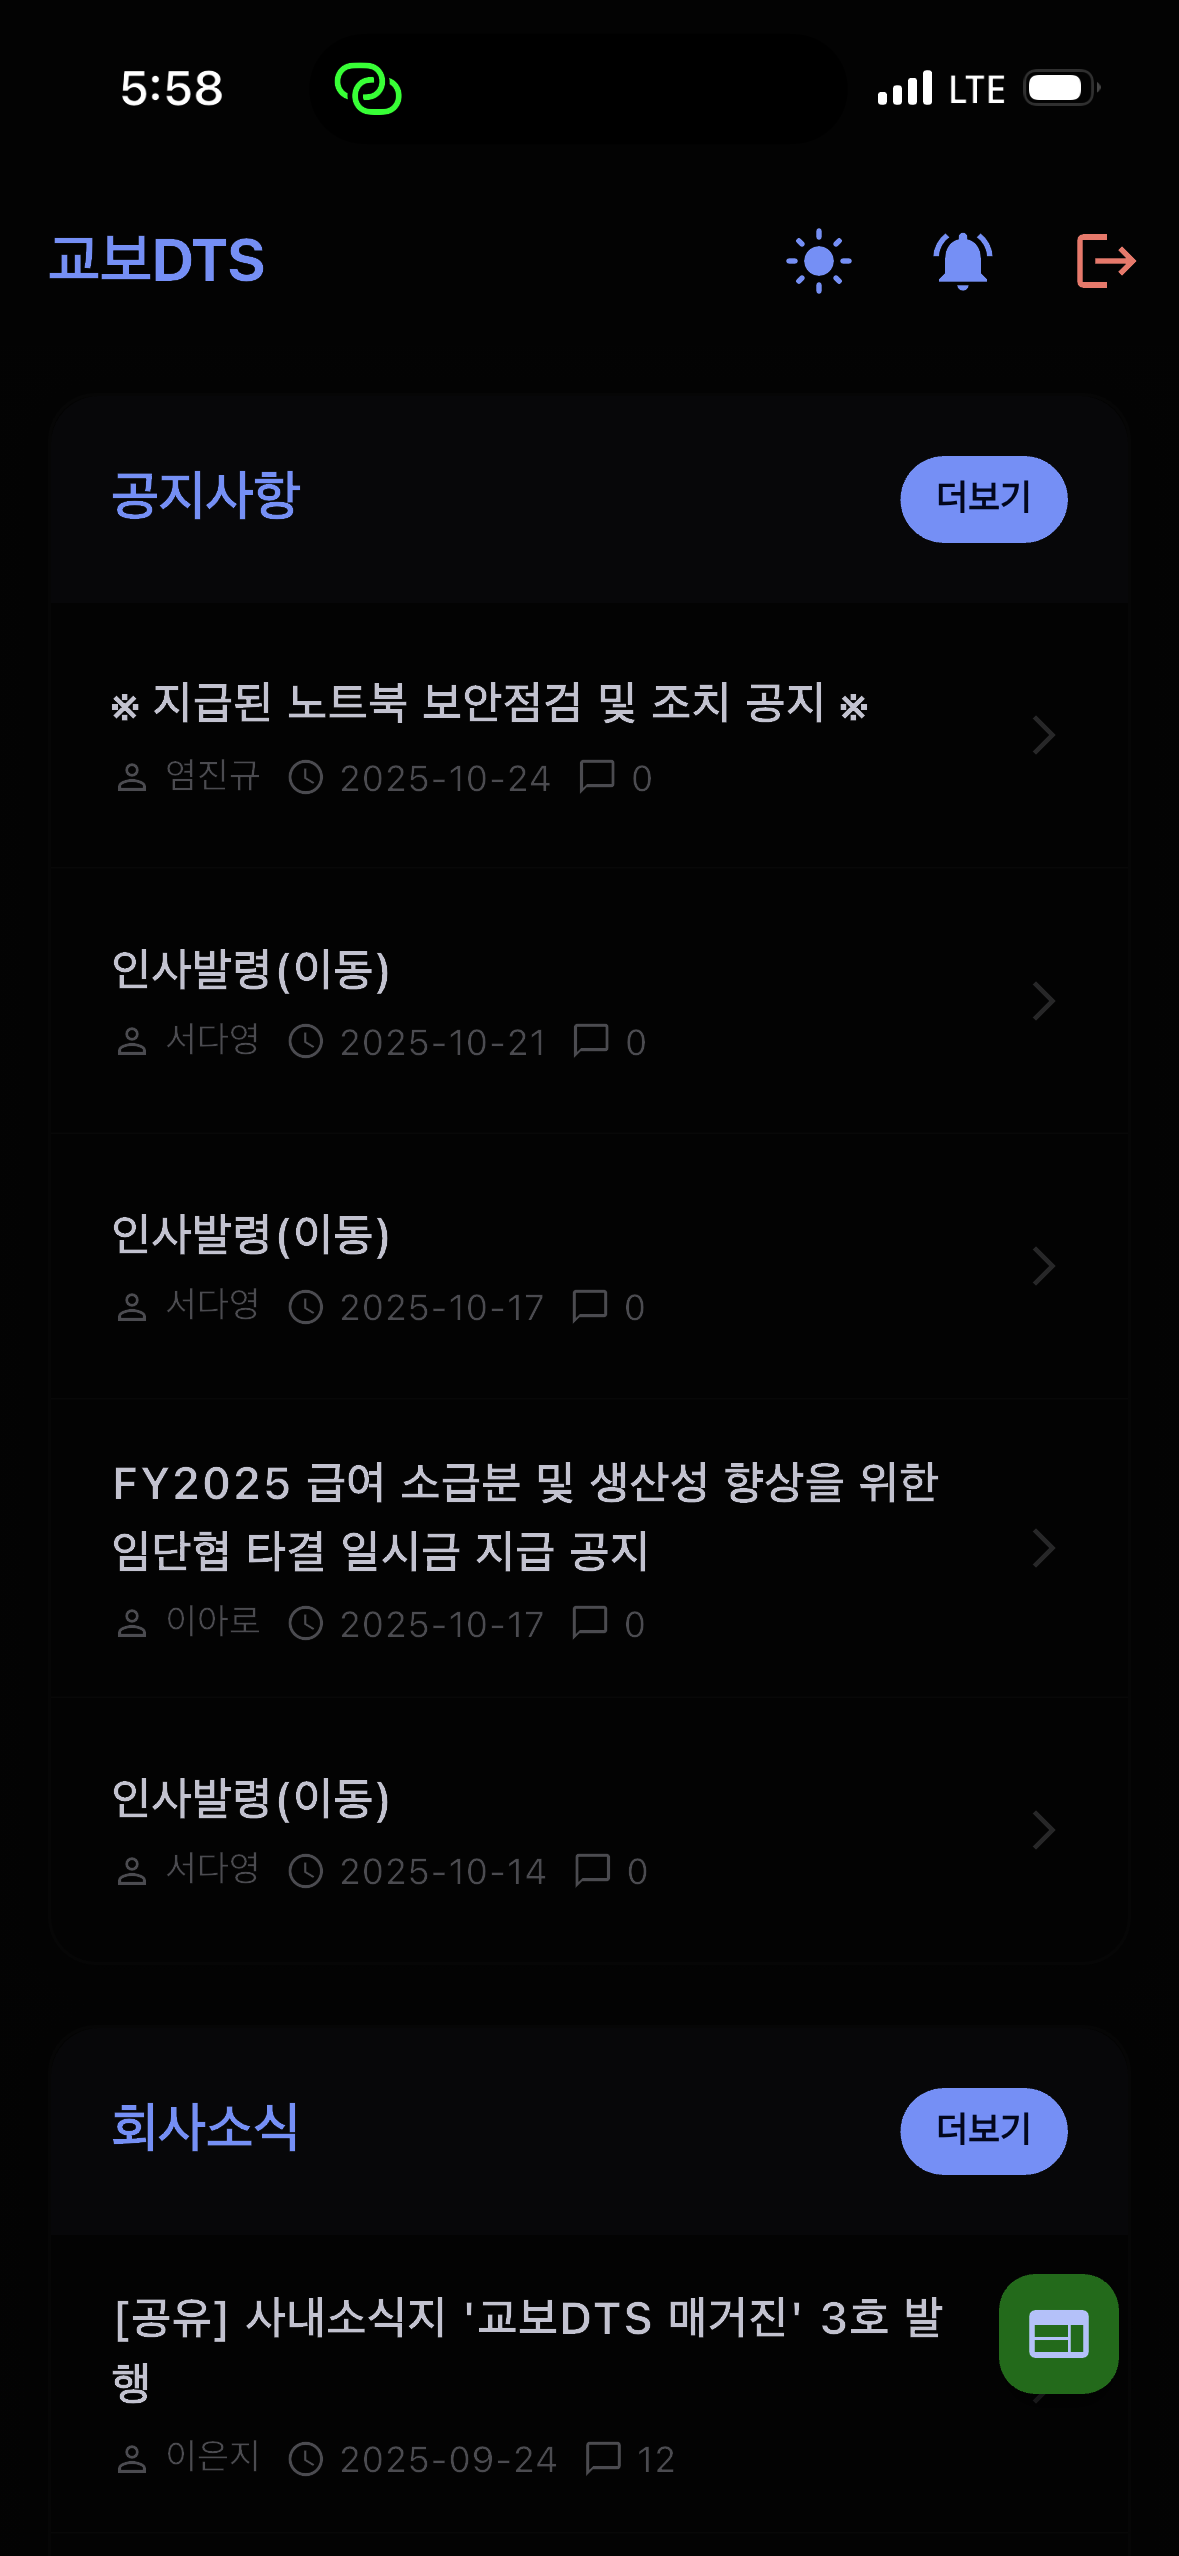 5:58
LTE
교보DTS
공지사항
더보기
※ 지급된 노트북 보안점검 및 조치 공지 ※
염진규 2025-10-24 0
인사발령(이동)
서다영 2025-10-21 0
인사발령(이동)
서다영 2025-10-17 0
FY2025 급여 소급분 및 생산성 향상을 위한
임단협 타결 일시금 지급 공지
이아로 2025-10-17 0
인사발령(이동)
서다영 2025-10-14 0
회사소식
더보기
[공유] 사내소식지 '교보DTS 매거진' 3호 발
행
이은지 2025-09-24 12